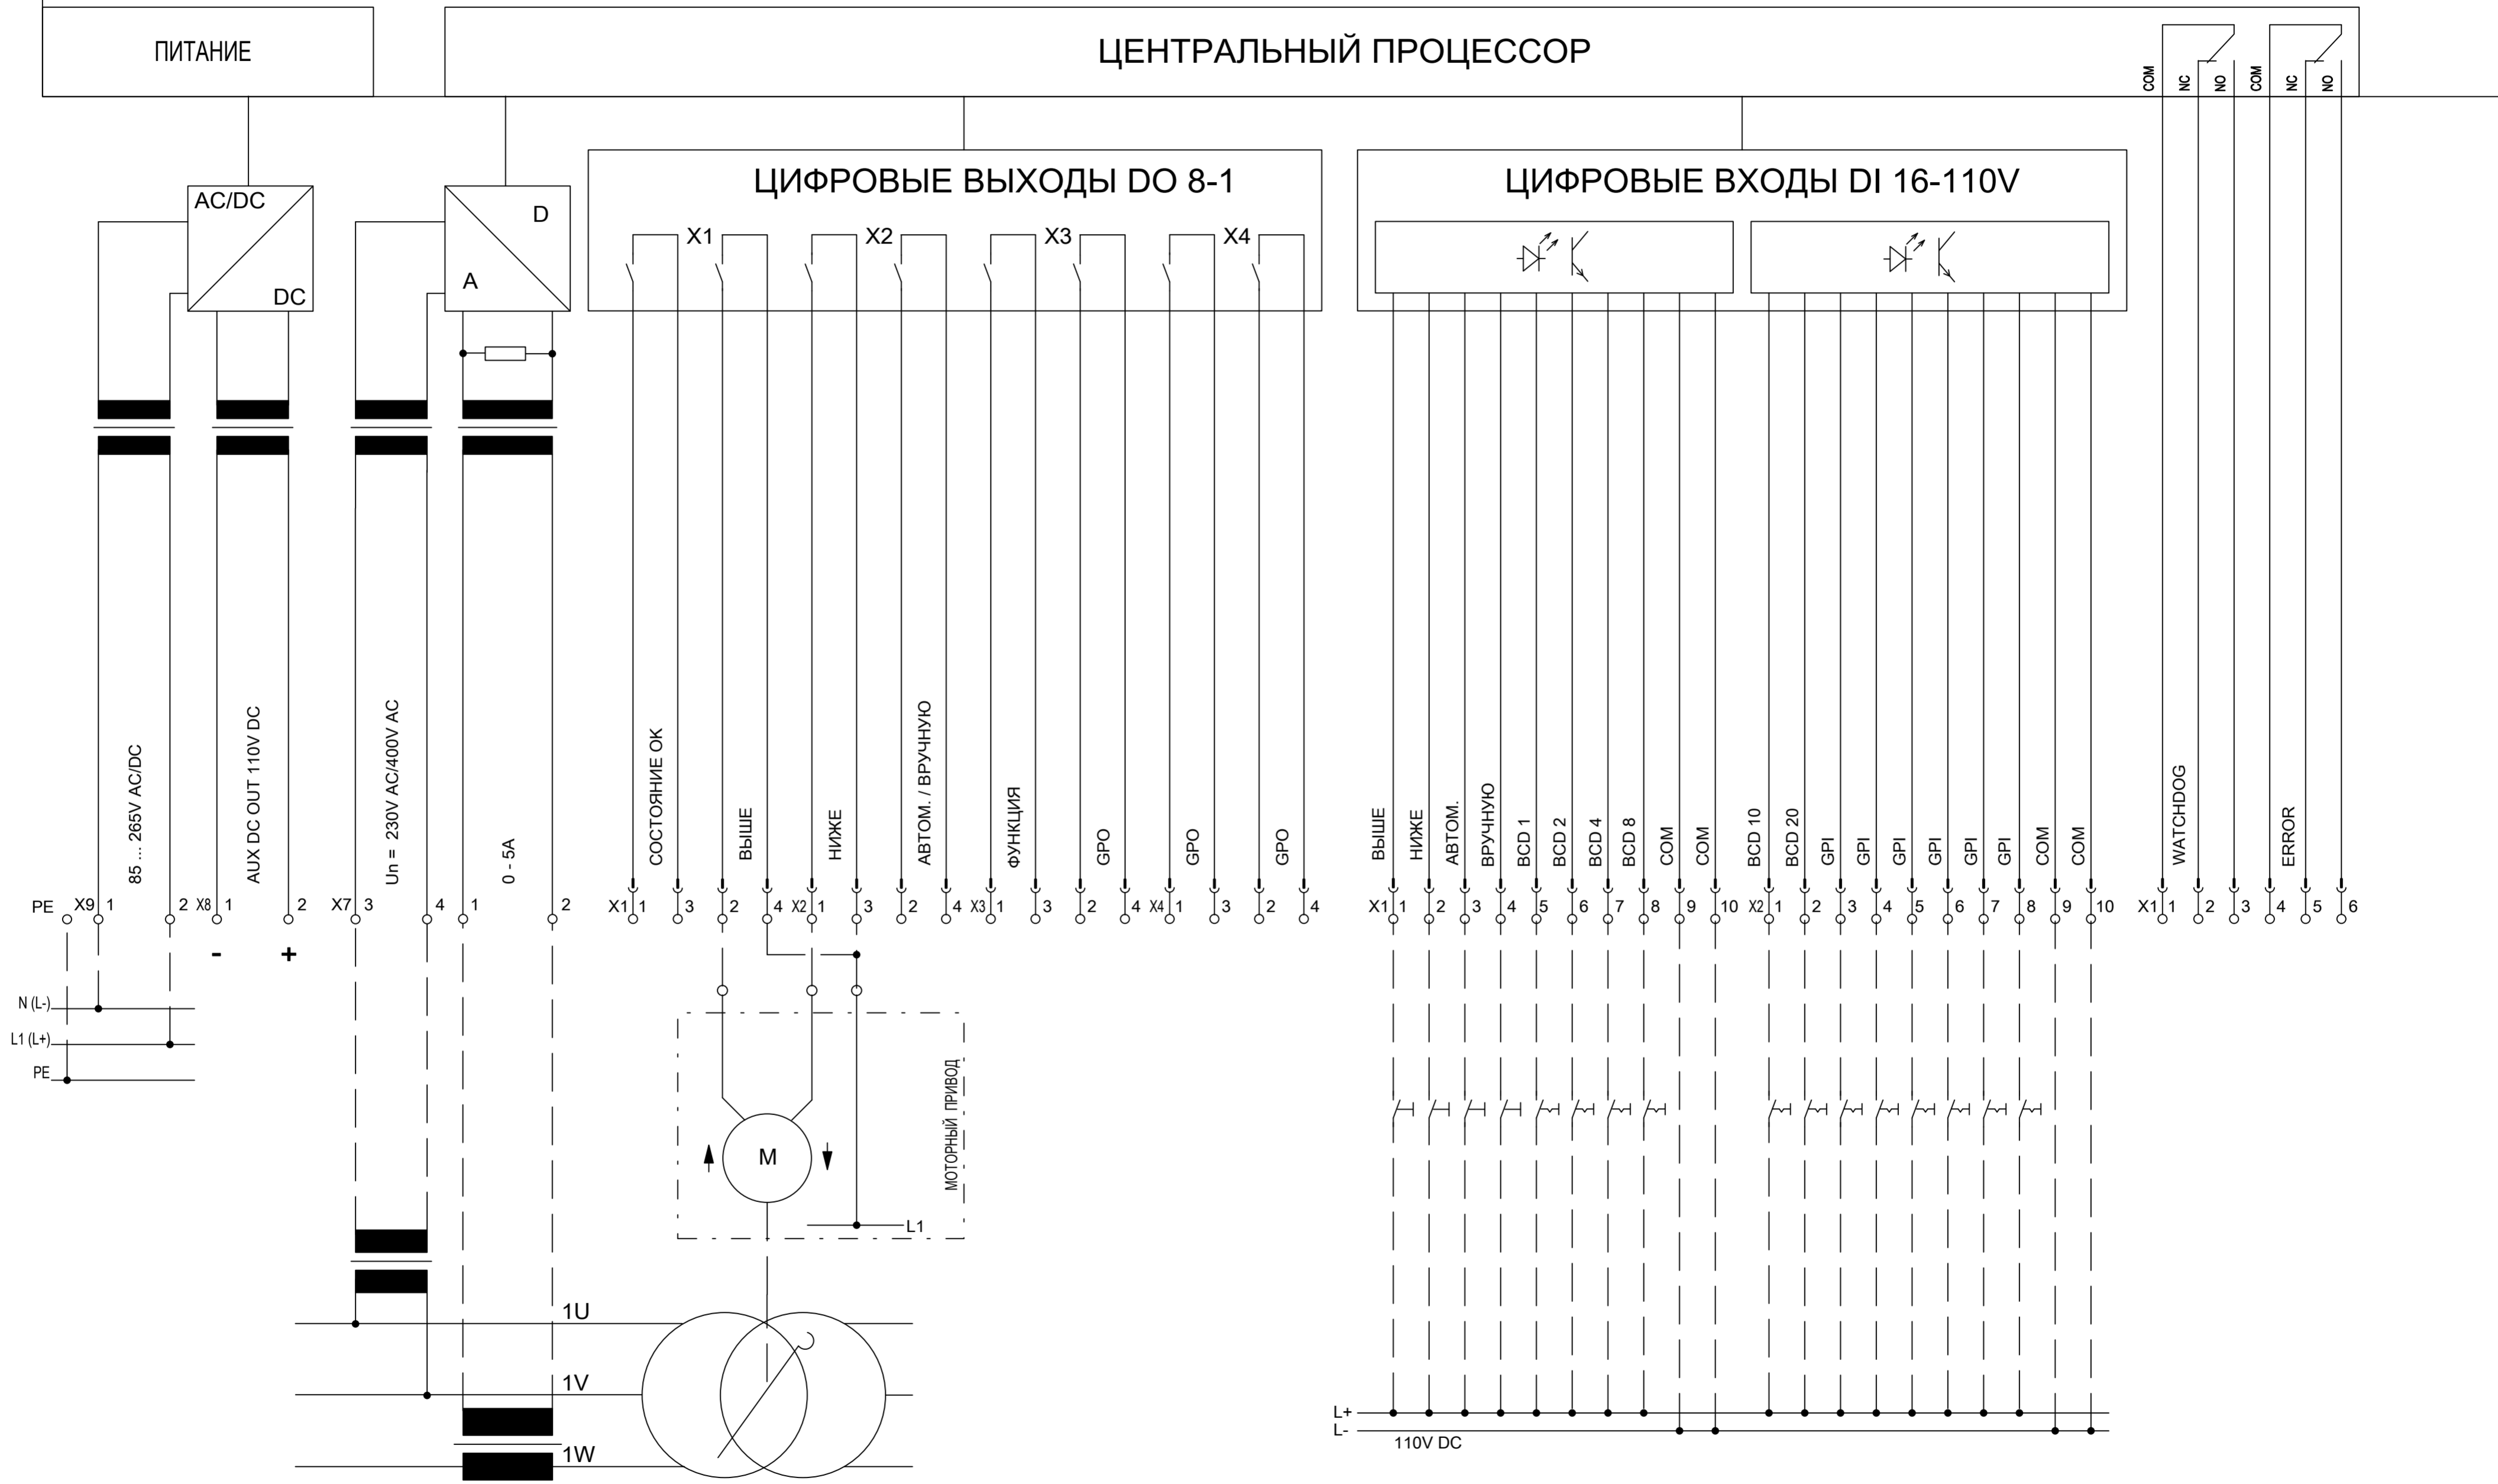 ПИТАНИЕ
ЦЕНТРАЛЬНЫЙ ПРОЦЕССОР
COM
NC
NO
COM
NC
NO
AC/DC
DC
D
A
ЦИФРОВЫЕ ВЫХОДЫ DO 8-1
X1
X2
X3
X4
ЦИФРОВЫЕ ВХОДЫ DI 16-110V
85 ... 265V AC/DC
AUX DC OUT 110V DC
Un = 230V AC/400V AC
0 - 5A
СОСТОЯНИЕ ОК
ВЫШЕ
НИЖЕ
АВТОМ. / ВРУЧНУЮ
ФУНКЦИЯ
GPO
GPO
GPO
ВЫШЕ
НИЖЕ
АВТОМ.
ВРУЧНУЮ
BCD 1
BCD 2
BCD 4
BCD 8
COM
COM
BCD 10
BCD 20
GPI
GPI
GPI
GPI
GPI
GPI
COM
COM
WATCHDOG
ERROR
PE X9 1 2 X8 1 2 X7 3 4 1 2 X1 1 3 2 4 X2 1 3 2 4 X3 1 3 2 4 X4 1 3 2 4 X1 1 2 3 4 5 6 7 8 9 10 X2 1 2 3 4 5 6 7 8 9 10 X1 1 2 3 4 5 6
- +
N (L-)
L1 (L+)
PE
МОТОРНЫЙ ПРИВОД
M
L1
1U
1V
1W
L+
L-
110V DC